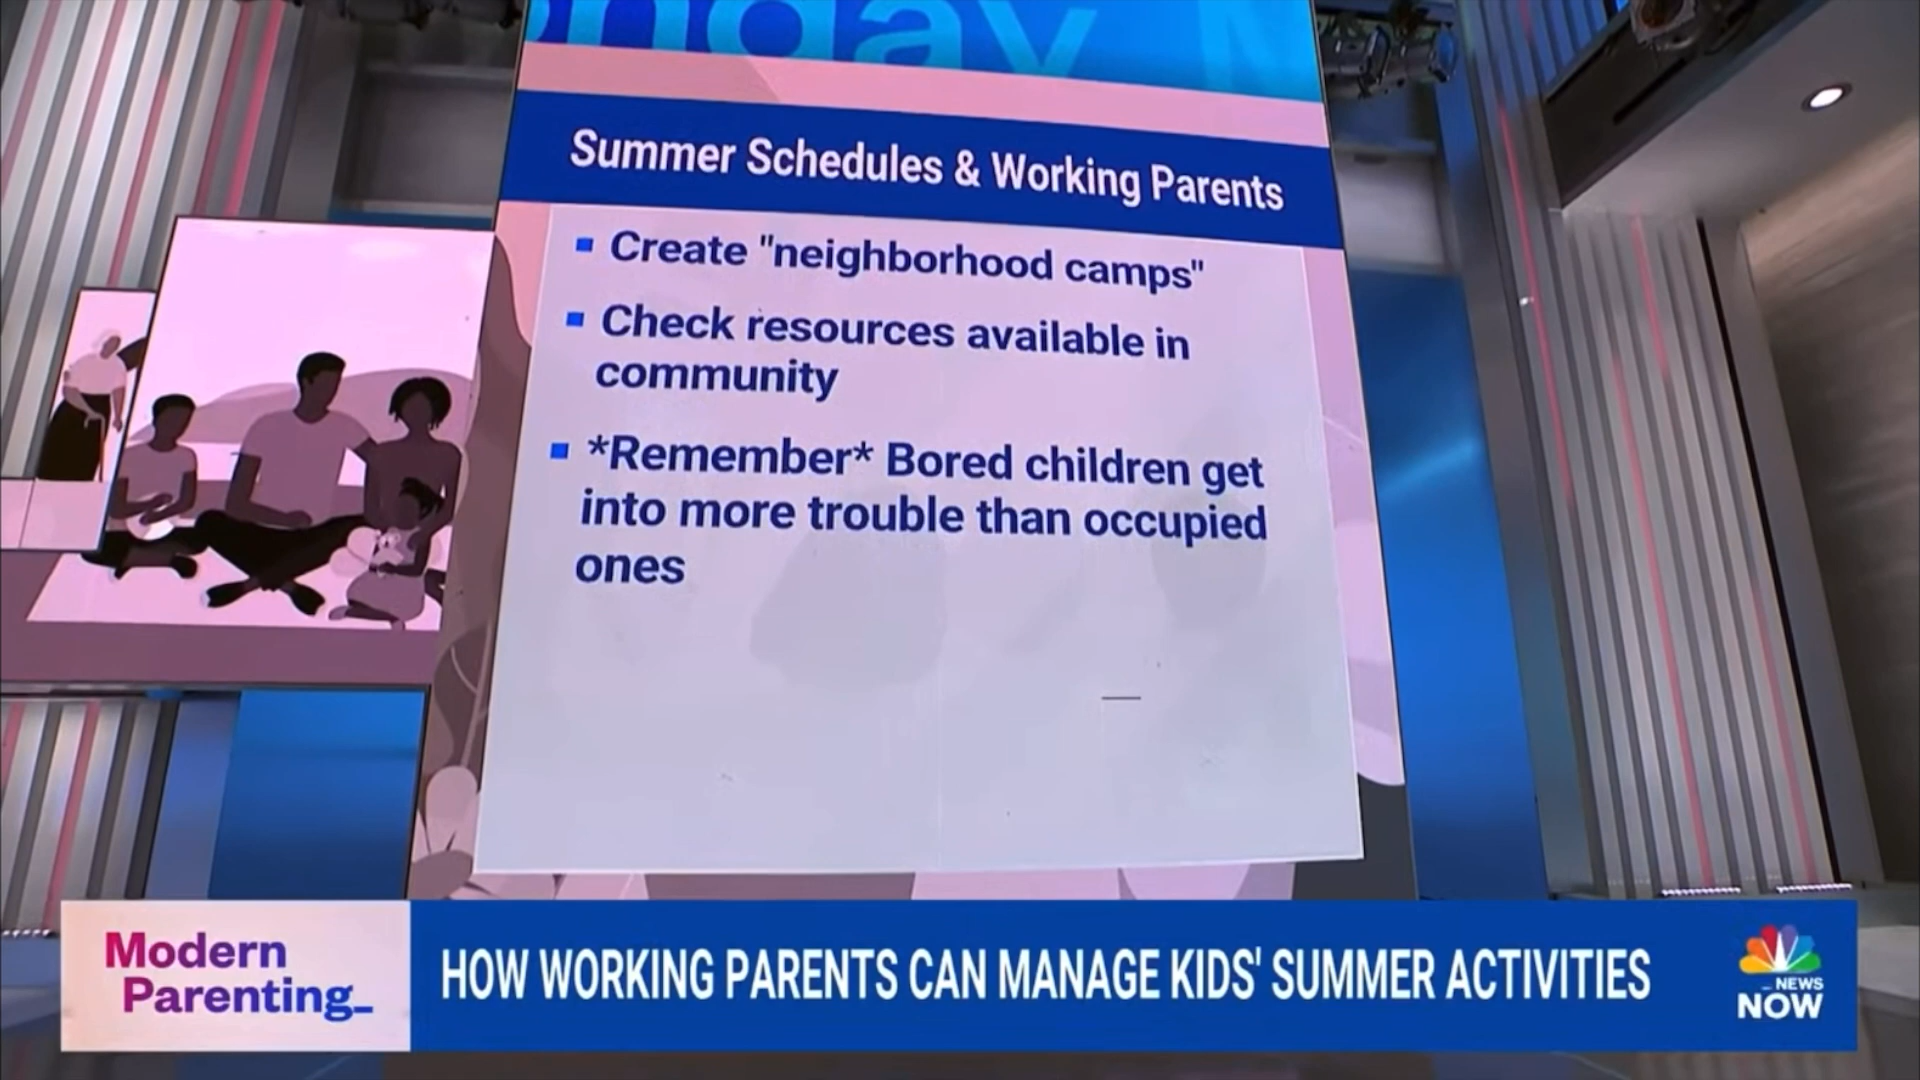 Summer Schedules & Working Parents
▪ Create "neighborhood camps"
▪ Check resources available in
community
▪ *Remember* Bored children get
into more trouble than occupied
ones
Modern
Parenting_
HOW WORKING PARENTS CAN MANAGE KIDS' SUMMER ACTIVITIES
NEWS
NOW